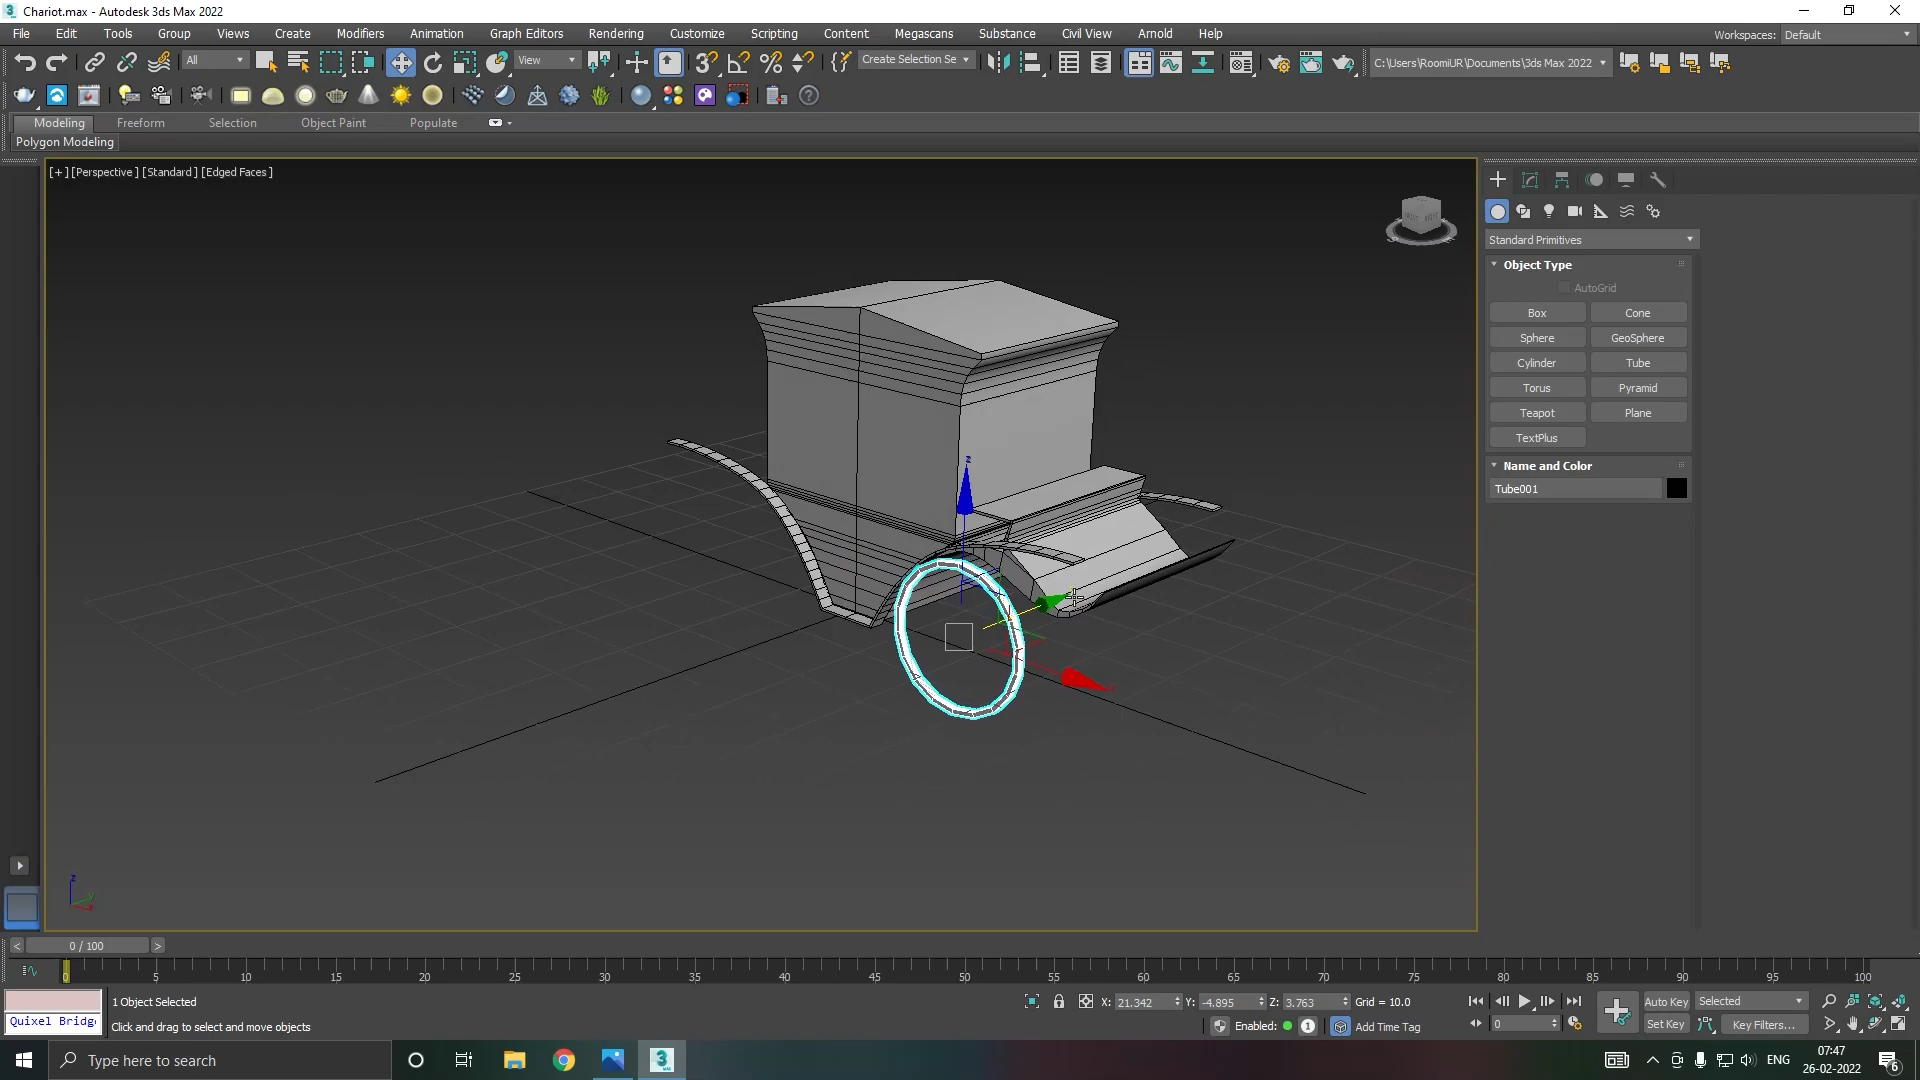 Chariot.max - Autodesk 3ds Max 2022
File Edit Tools Group Views Create Modifiers Animation Graph Editors Rendering Customize Scripting Content Megascans Substance Civil View Arnold Help Workspaces: Default
All View Create Selection Se C:\Users\RoomiUR\Documents\3ds Max 2022
Modeling Freeform Selection Object Paint Populate
Polygon Modeling
[+] [Perspective] [Standard] [Edged Faces]
Standard Primitives
Object Type
AutoGrid
Box Cone
Sphere GeoSphere
Cylinder Tube
Torus Pyramid
Teapot Plane
TextPlus
Name and Color
Tube001
z
z
< 0 / 100 >
0 5 10 15 20 25 30 35 40 45 50 55 60 65 70 75 80 85 90 95 100
1 Object Selected X: 21.342 Y: -4.895 Z: 3.763 Grid = 10.0 Auto Key Selected
Quixel Bridg Click and drag to select and move objects Enabled: 1 Add Time Tag 0 Set Key Key Filters...
Type here to search ENG 07:47
26-02-2022 6